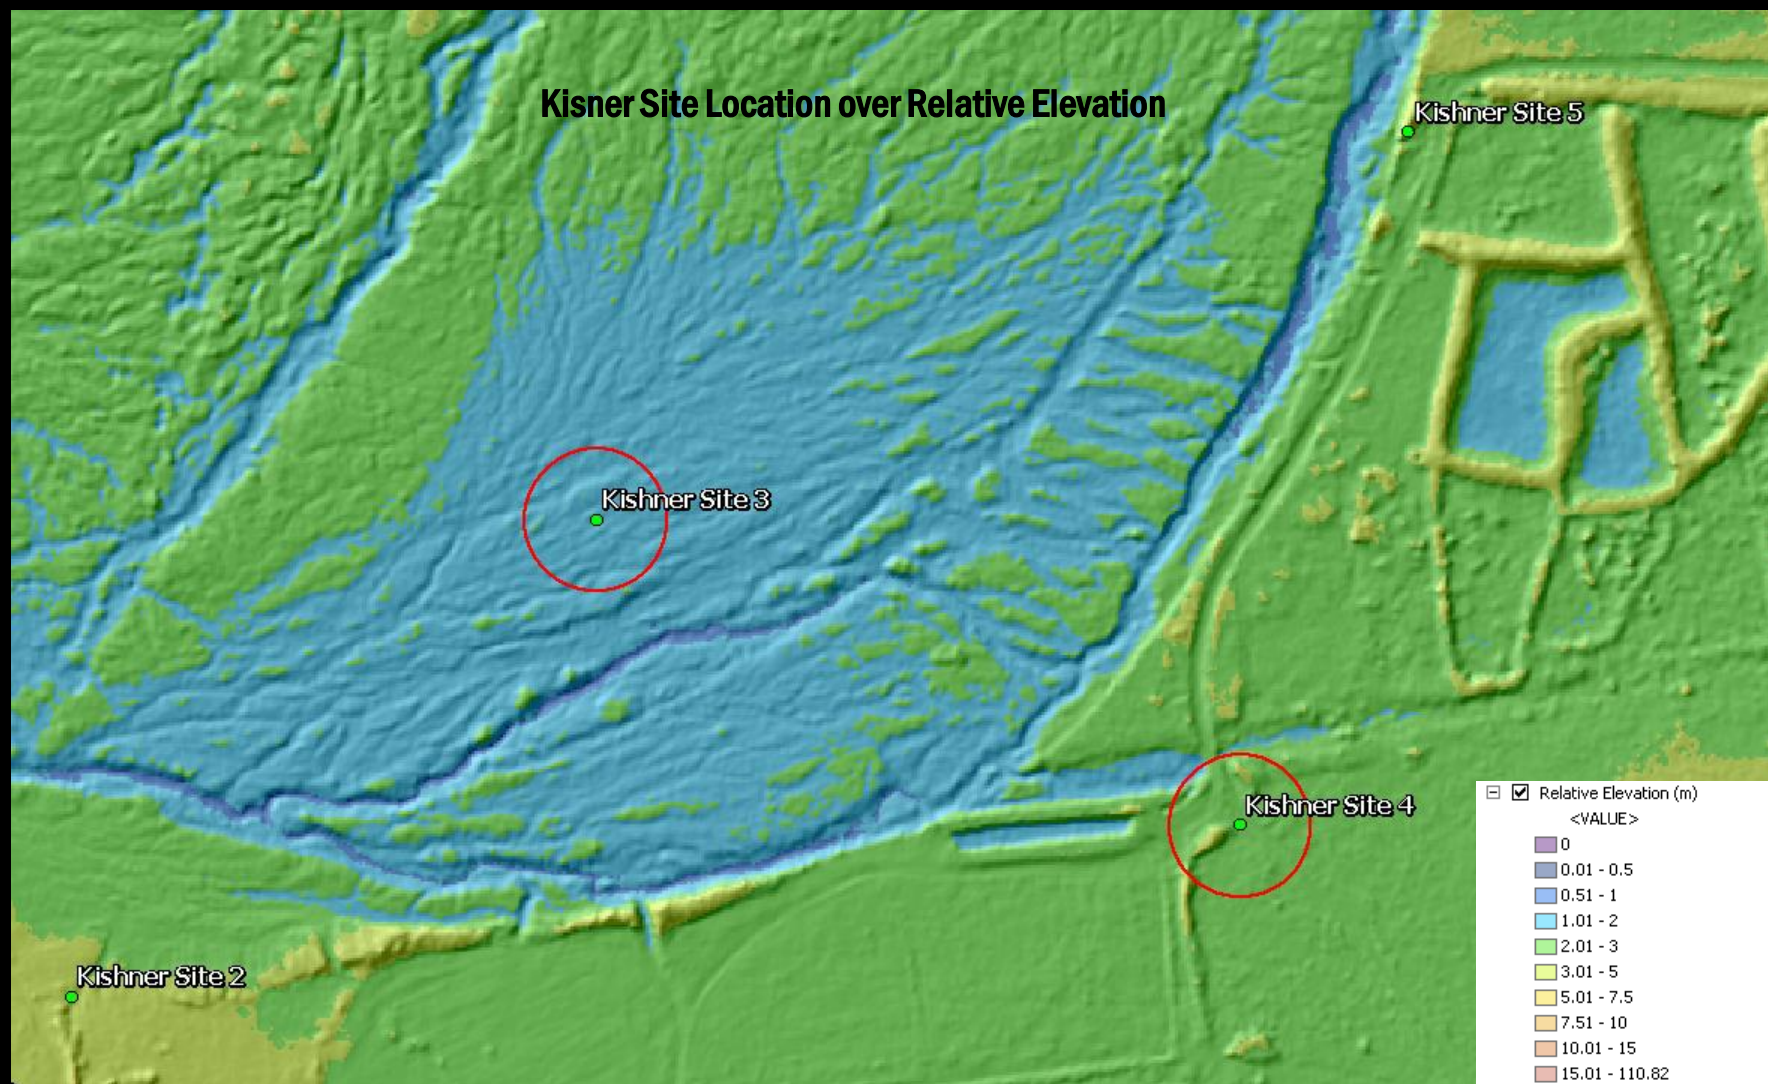 Kisner Site Location over Relative Elevation
Kishner Site 5
Kishner Site 3
Kishner Site 4
Kishner Site 2
Relative Elevation (m)
<VALUE>
0
0.01 - 0.5
0.51 - 1
1.01 - 2
2.01 - 3
3.01 - 5
5.01 - 7.5
7.51 - 10
10.01 - 15
15.01 - 110.82